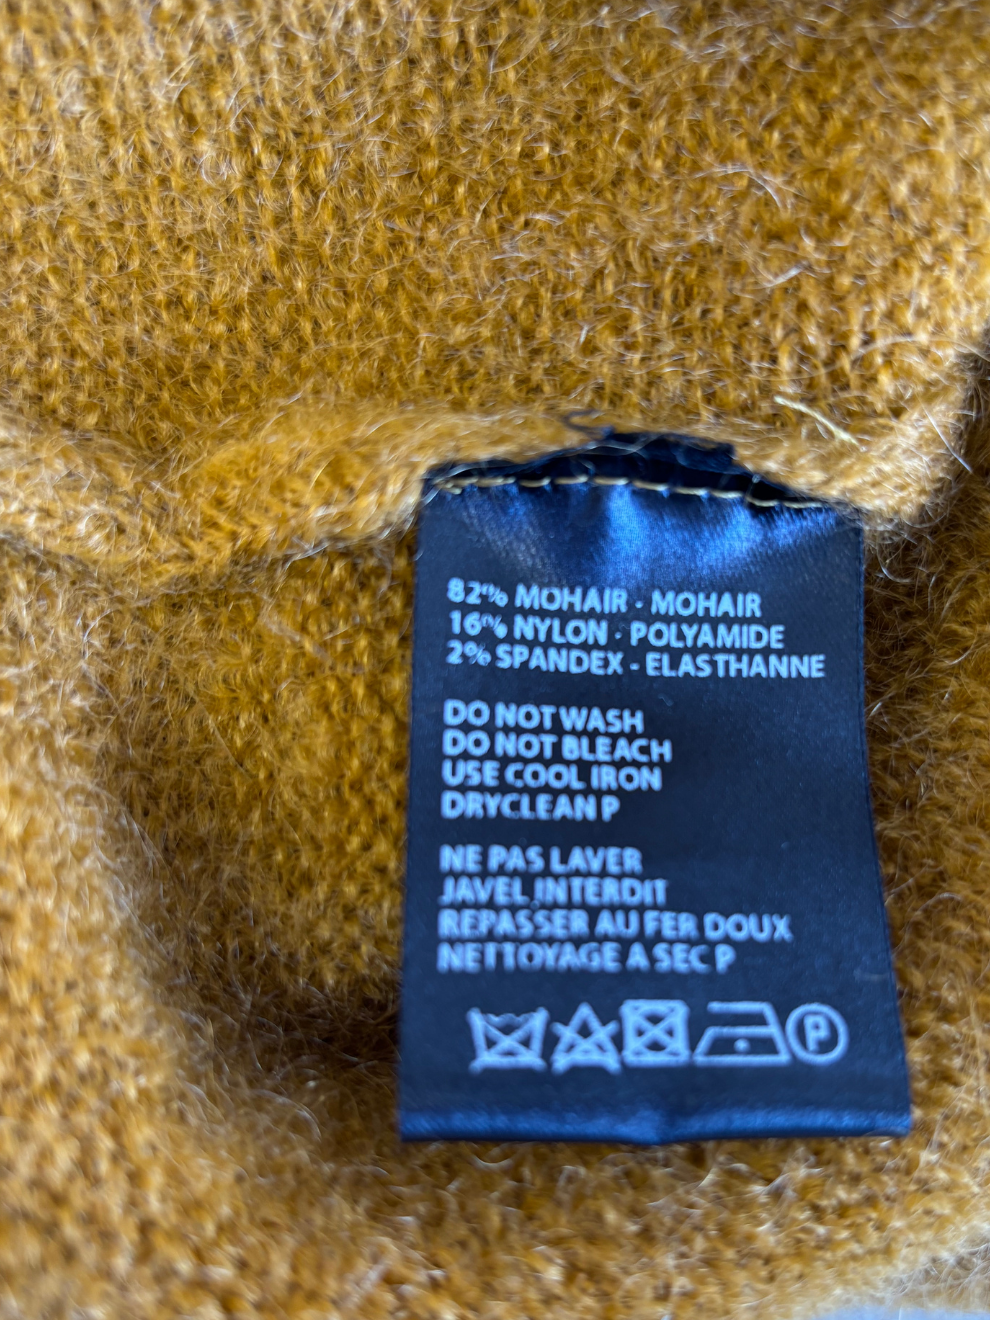 82% MOHAIR - MOHAIR
16% NYLON - POLYAMIDE
2% SPANDEX - ELASTHANNE
DO NOT WASH
DO NOT BLEACH
USE COOL IRON
DRYCLEAN P
NE PAS LAVER
JAVEL INTERDIT
REPASSER AU FER DOUX
NETTOYAGE A SEC P
P